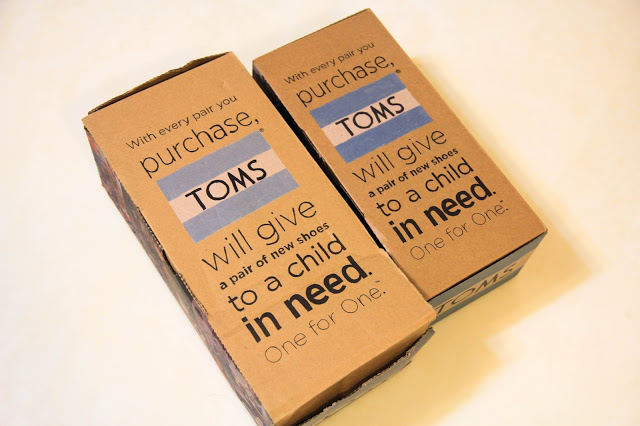 With every pair you
purchase,
TOMS®
will give
a pair of new shoes
to a child
in need.
One for One.™
With every pair you
purchase,
TOMS®
will give
a pair of new shoes
to a child
in need.
One for One.™
TOMS